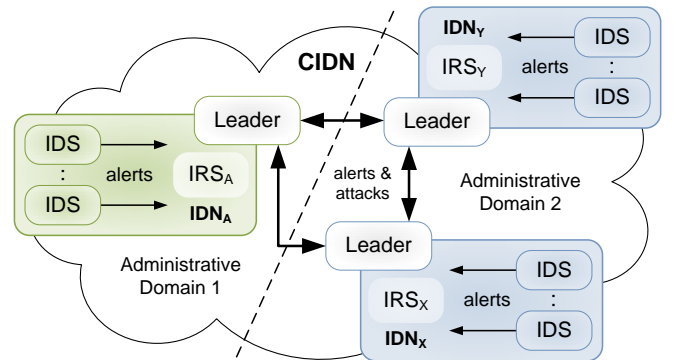 CIDN
IDN_Y
IRS_Y
alerts
IDS
:
IDS
Leader
Leader
IDS
:
IDS
alerts
IRS_A
IDN_A
alerts &
attacks
Administrative
Domain 2
Leader
Administrative
Domain 1
IRS_X
IDN_X
alerts
IDS
:
IDS